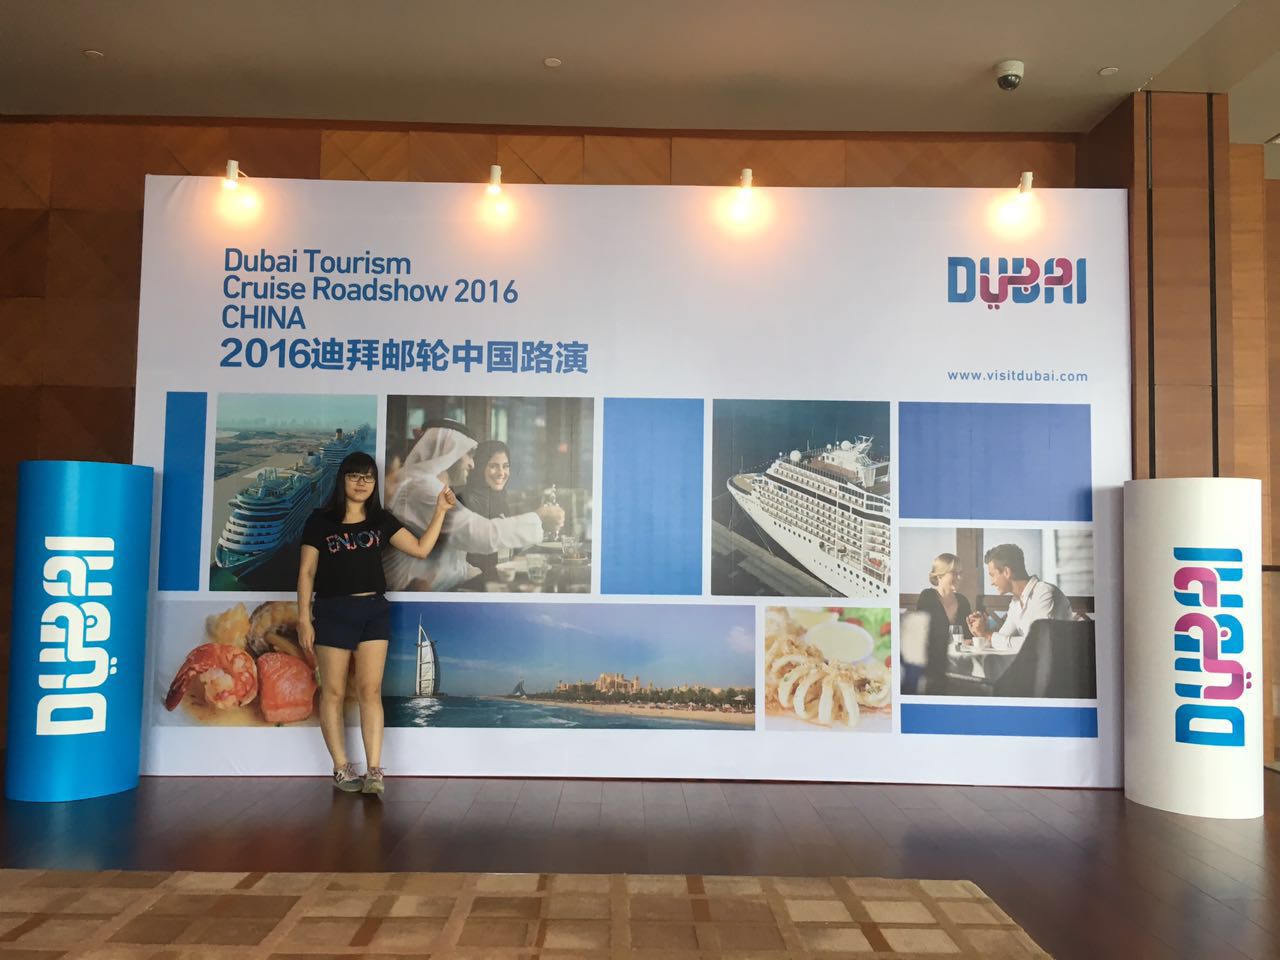 Dubai Tourism
Cruise Roadshow 2016
CHINA
2016迪拜邮轮中国路演
DUBAI
www.visitdubai.com
ENJOY
DUBAI
DUBAI